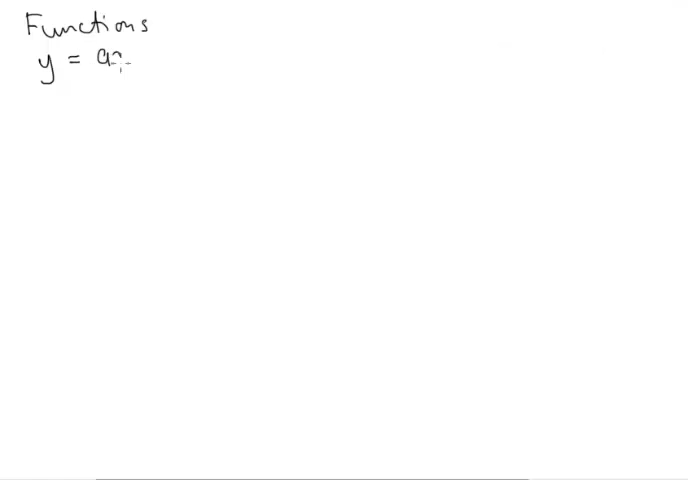 Functions
y = a